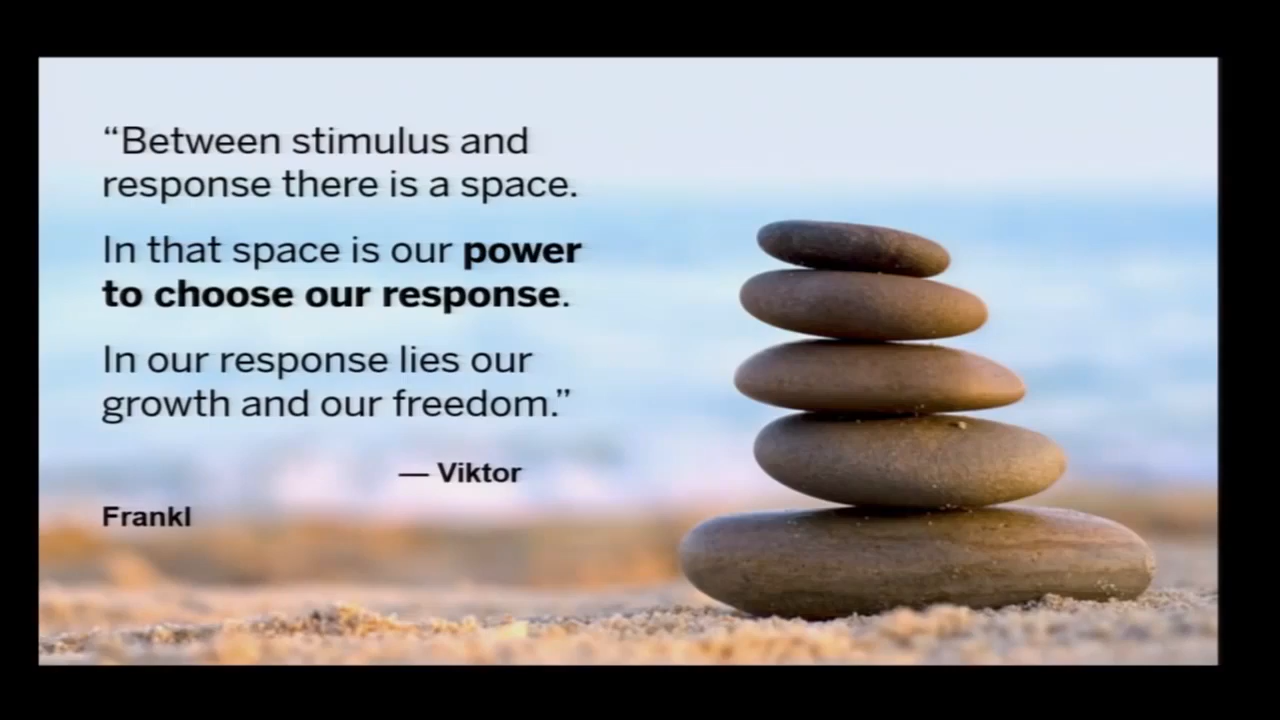 “Between stimulus and
response there is a space.
In that space is our power
to choose our response.
In our response lies our
growth and our freedom.”
— Viktor
Frankl